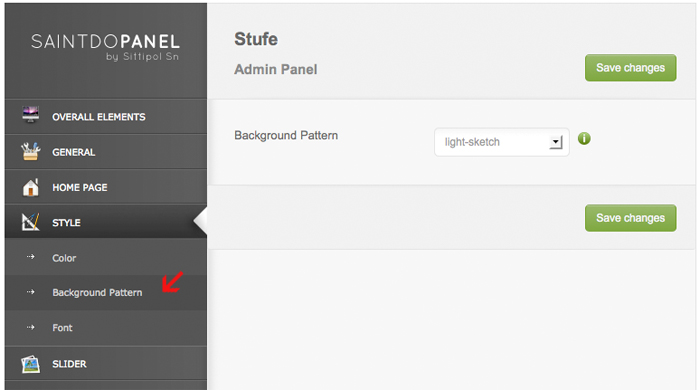 SAINTDOPANEL
by Sittipol Sn
OVERALL ELEMENTS
GENERAL
HOME PAGE
STYLE
Color
Background Pattern
Font
SLIDER
Stufe
Admin Panel
Save changes
Background Pattern
light-sketch
Save changes